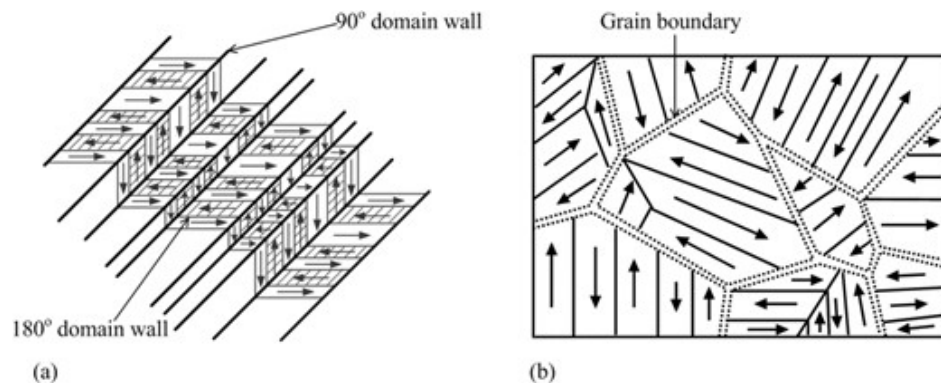 90° domain wall
Grain boundary
180° domain wall
(a)
(b)